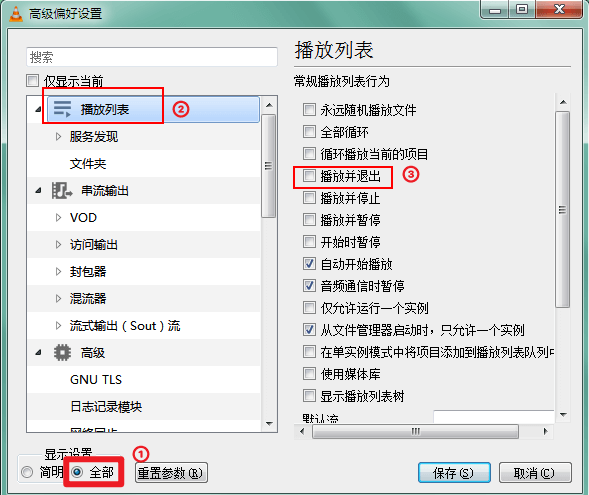 高级偏好设置
搜索
仅显示当前
播放列表
②
服务发现
文件夹
串流输出
VOD
访问输出
封包器
混流器
流式输出（Sout）流
高级
GNU TLS
日志记录模块
网络同步
显示设置
①
简明
全部
重置参数(R)
播放列表
常规播放列表行为
永远随机播放文件
全部循环
循环播放当前的项目
播放并退出
③
播放并停止
播放并暂停
开始时暂停
自动开始播放
音频通信时暂停
仅允许运行一个实例
从文件管理器启动时，只允许一个实例
在单实例模式中将项目添加到播放列表队列中
使用媒体库
显示播放列表树
默认流
保存(S)
取消(C)